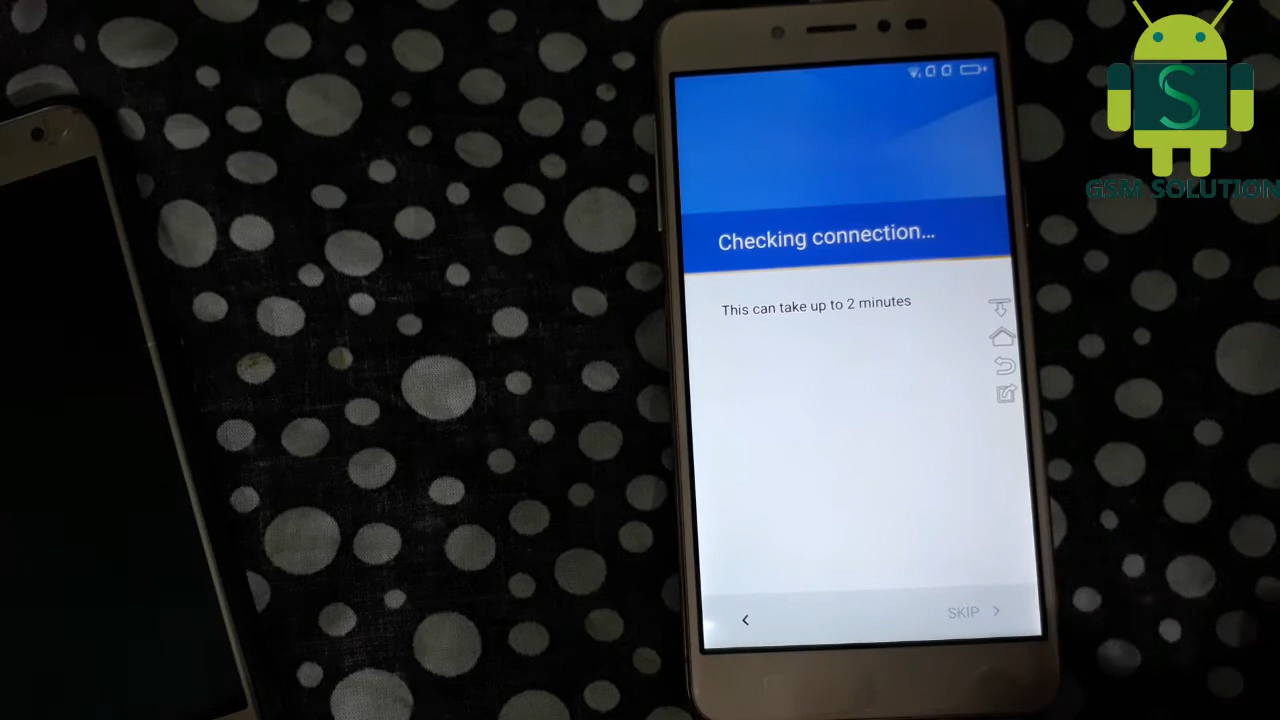 GSM SOLUTION
Checking connection...
This can take up to 2 minutes
SKIP